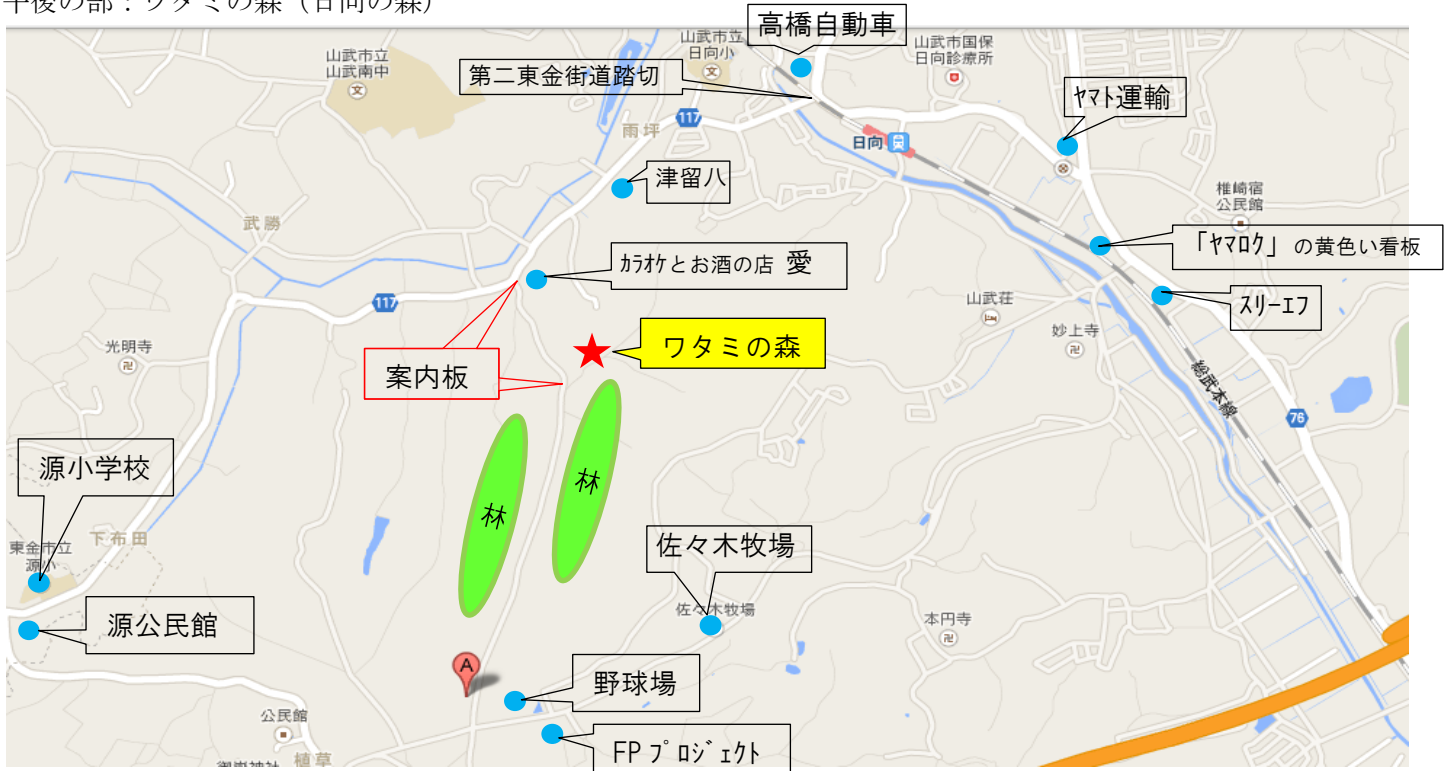 午後の部：ワタミの森（日向の森）
高橋自動車
山武市立
日向小
山武市国保
日向診療所
山武市立
山武南中
第二東金街道踏切
ﾔﾏﾄ運輸
117
雨坪
日向
津留八
椎崎宿
公民館
武勝
「ﾔﾏﾛｸ」の黄色い看板
ｶﾗｵｹとお酒の店 愛
117
山武荘
ｽﾘｰｴﾌ
妙上寺
光明寺
ワタミの森
案内板
総武本線
76
源小学校
林
林
下布田
東金市立
源小
佐々木牧場
佐々木牧場
本円寺
源公民館
A
野球場
公民館
植草
FPﾌﾟﾛｼﾞｪｸﾄ